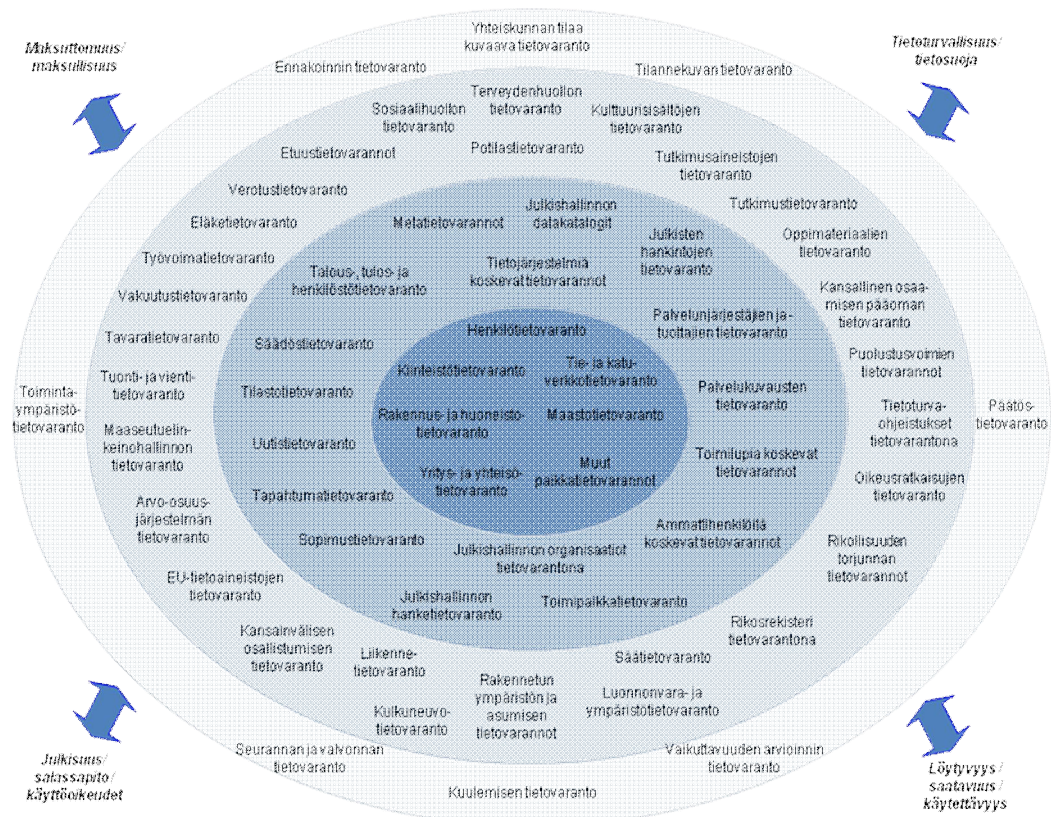 Yhteiskunnan tilaa
kuvaava tietovaranto
Maksuttomuus/
maksullisuus
Tietoturvallisuus/
tietosuoja
Ennakoinnin tietovaranto
Tilannekuvan tietovaranto
Terveydenhuollon
tietovaranto
Sosiaalihuollon
tietovaranto
Kulttuurisisältöjen
tietovaranto
Etuustietovarannot
Potilastietovaranto
Tutkimusaineistojen
tietovaranto
Verotustietovaranto
Tutkimustietovaranto
Eläketietovaranto
Metatietovarannot
Julkishallinnon
datakatalogit
Julkisten
hankintojen
tietovaranto
Oppimateriaalien
tietovaranto
Työvoimatietovaranto
Talous-, tulos- ja
henkilöstötietovaranto
Tietojärjestelmiä
koskevat tietovarannot
Kansallinen osaa-
misen pääoman
tietovaranto
Vakuutustietovaranto
Palvelunjärjestäjien ja-
tuottajien tietovaranto
Henkilötietovaranto
Tavaratietovaranto
Säädöstietovaranto
Kiinteistötietovaranto
Tie- ja katu-
verkkotietovaranto
Puolustusvoimien
tietovarannot
Tuonti- ja vienti-
tietovaranto
Tilastotietovaranto
Palvelukuvausten
tietovaranto
Toiminta-
ympäristö-
tietovaranto
Rakennus- ja huoneisto-
tietovaranto
Maastotietovaranto
Tietoturva-
ohjeistukset
tietovarantona
Päätös-
tietovaranto
Maaseutuelin-
keinohallinnon
tietovaranto
Uutistietovaranto
Toimilupia koskevat
tietovarannot
Yritys- ja yhteisö-
tietovaranto
Muut
paikkatietovarannot
Oikeusratkaisujen
tietovaranto
Arvo-osuus-
järjestelmän
tietovaranto
Tapahtumatietovaranto
Sopimustietovaranto
Ammattihenkilöitä
koskevat tietovarannot
Julkishallinnon organisaatiot
tietovarantona
Rikollisuuden
torjunnan
tietovarannot
EU-tietoaineistojen
tietovaranto
Julkishallinnon
hanketietovaranto
Toimipaikkatietovaranto
Rikosrekisteri
tietovarantona
Kansainvälisen
osallistumisen
tietovaranto
Liikenne-
tietovaranto
Säätietovaranto
Rakennetun
ympäristön ja
asumisen
tietovarannot
Luonnonvara- ja
ympäristötietovaranto
Kulkuneuvo-
tietovaranto
Seurannan ja valvonnan
tietovaranto
Vaikuttavuuden arvioinnin
tietovaranto
Kuulemisen tietovaranto
Julkisuus/
salassapito/
käyttöoikeudet
Löytyvyys/
saatavuus/
käytettävyys